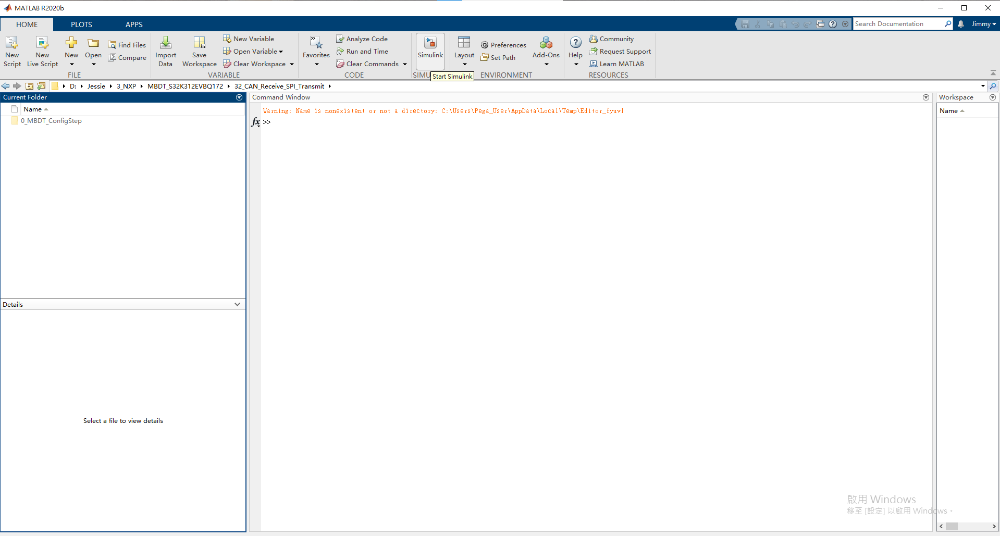 MATLAB R2020b
HOME PLOTS APPS
Search Documentation
Jimmy
New Script
New Live Script
New
Open
Find Files
Compare
FILE
Import Data
Save Workspace
New Variable
Open Variable
Clear Workspace
VARIABLE
Favorites
Analyze Code
Run and Time
Clear Commands
CODE
Simulink
SIMU
Start Simulink
Layout
Preferences
Set Path
Add-Ons
ENVIRONMENT
Help
Community
Request Support
Learn MATLAB
RESOURCES
D: Jessie 3_NXP MBDT_S32K312EVBQ172 32_CAN_Receive_SPI_Transmit
Current Folder
Name
0_MBDT_ConfigStep
Details
Select a file to view details
Command Window
Warning: Name is nonexistent or not a directory: C:\Users\Pega_User\AppData\Local\Temp\Editor_fyuvl
fx >>
Workspace
Name
啟用 Windows
移至 [設定] 以啟用 Windows。